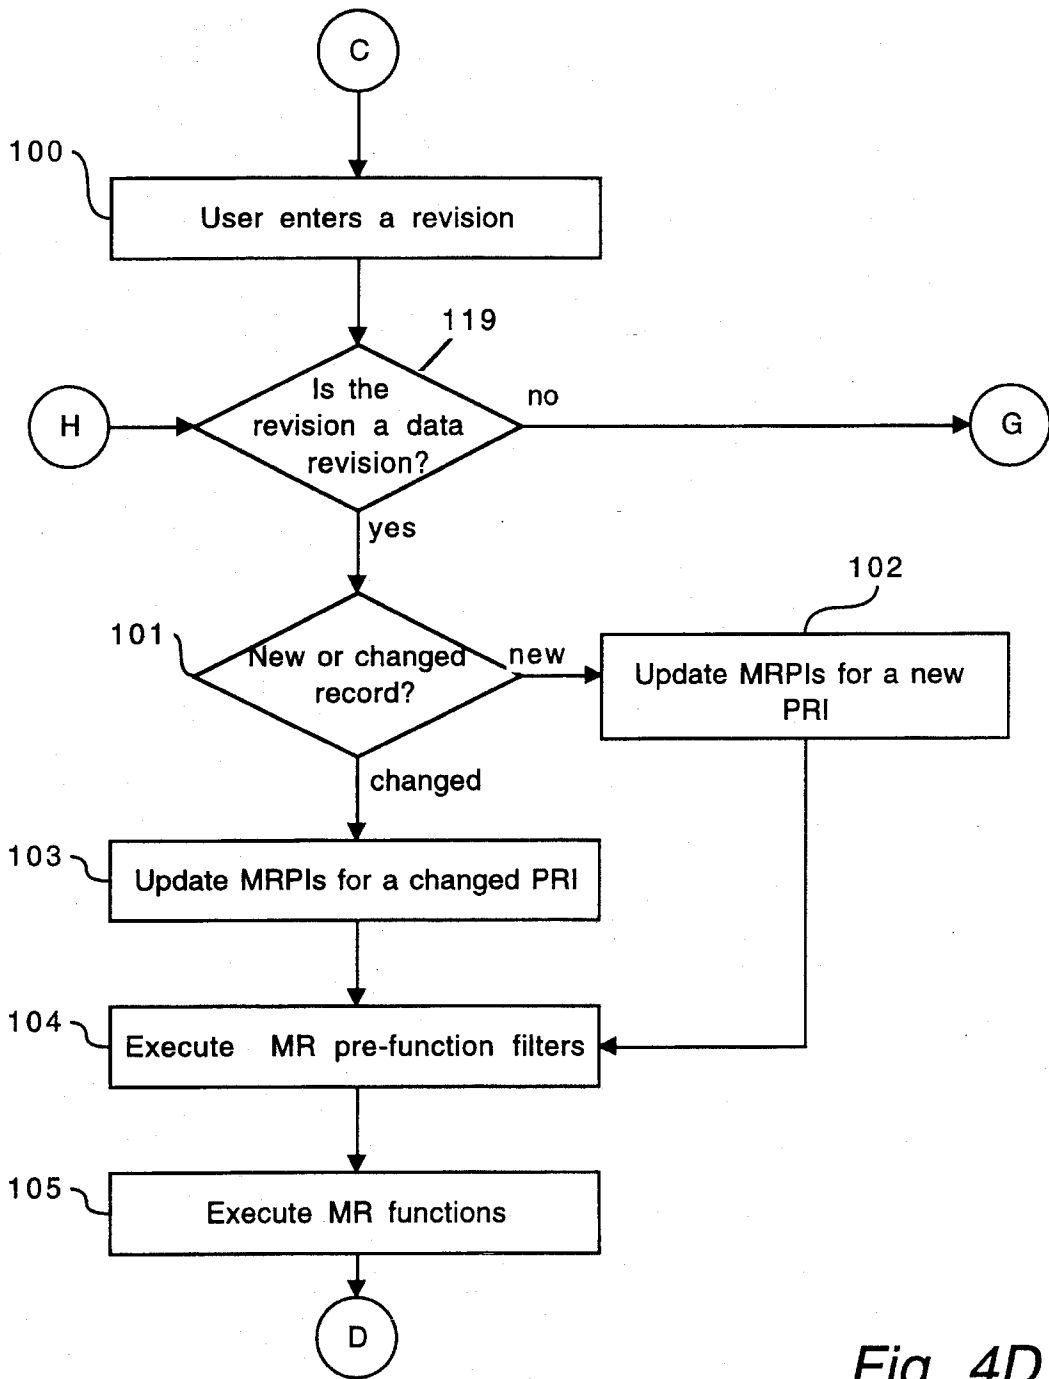 C
100
User enters a revision
119
Is the
revision a data
revision?
no
H
G
yes
102
101
New or changed
record?
new
Update MRPIs for a new
PRI
changed
103
Update MRPIs for a changed PRI
104
Execute MR pre-function filters
105
Execute MR functions
D
Fig. 4D